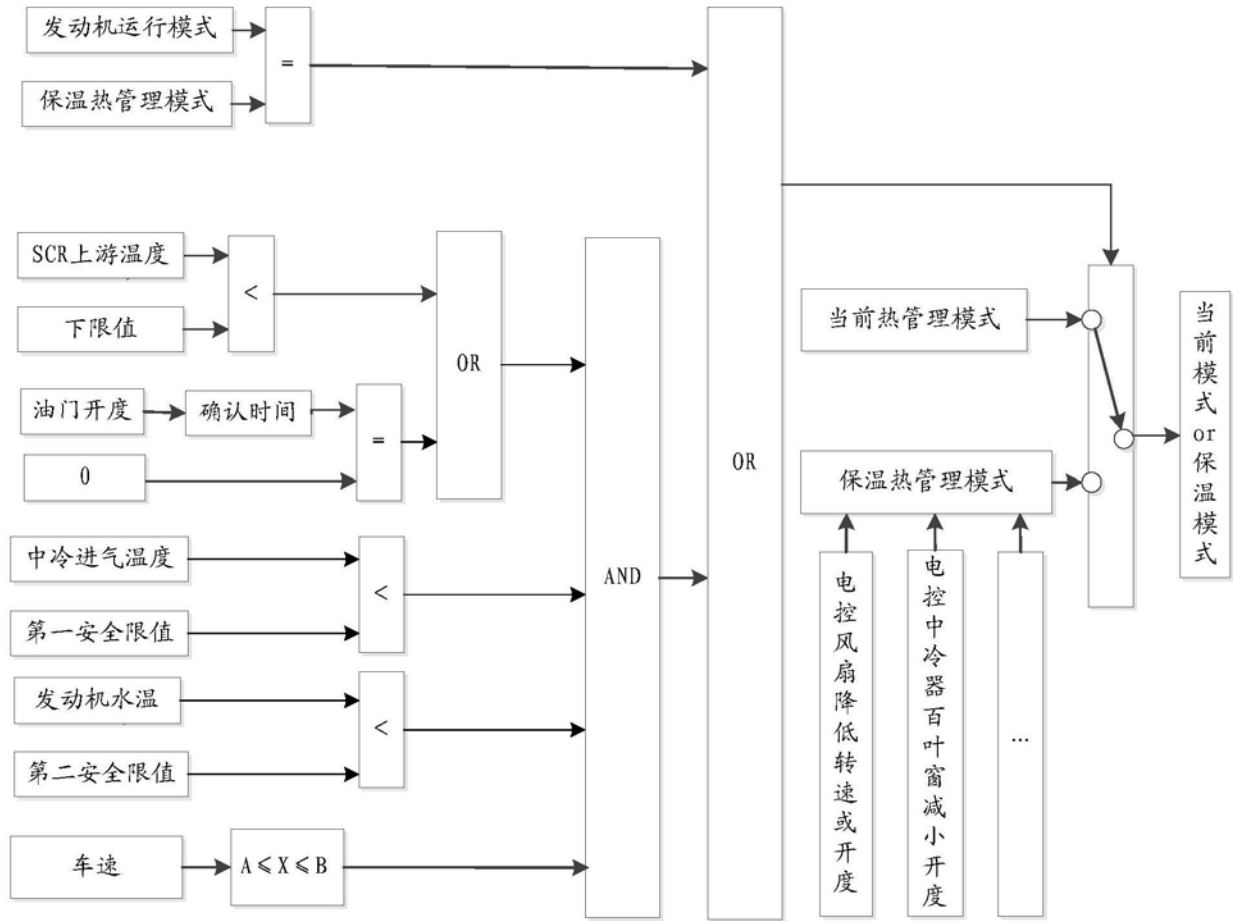 发动机运行模式
=
保温热管理模式
SCR上游温度
<
下限值
OR
油门开度
确认时间
=
0
中冷进气温度
<
第一安全限值
发动机水温
<
第二安全限值
车速
A≤X≤B
AND
OR
当前热管理模式
保温热管理模式
电控风扇降低转速或开度
电控中冷器百叶窗减小开度
...
当前模式or保温模式